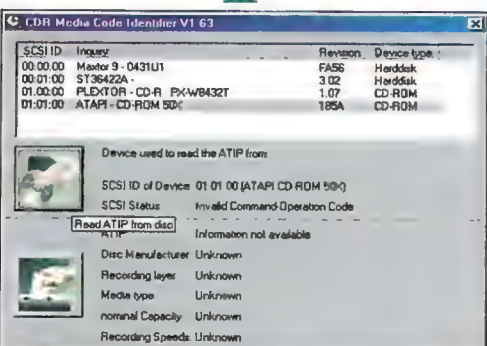 CDR Media Code Identifier V1 63
SCSI ID Inquiry Revision Device type
00:00:00 Maxtor 9 - 0431U1 FA56 Harddisk
00:01:00 ST36422A - 3.02 Harddisk
01:00:00 PLEXTOR - CD-R PX-W8432T 1.07 CD-ROM
01:01:00 ATAPI - CD-ROM 50X 185A CD-ROM
Device used to read the ATIP from
SCSI ID of Device 01 01 00 (ATAPI CD ROM 50X)
SCSI Status Invalid Command Operation Code
Read ATIP from disc
ATIP Information not available
Disc Manufacturer Unknown
Recording layer Unknown
Media type Unknown
nominal Capacity Unknown
Recording Speeds Unknown